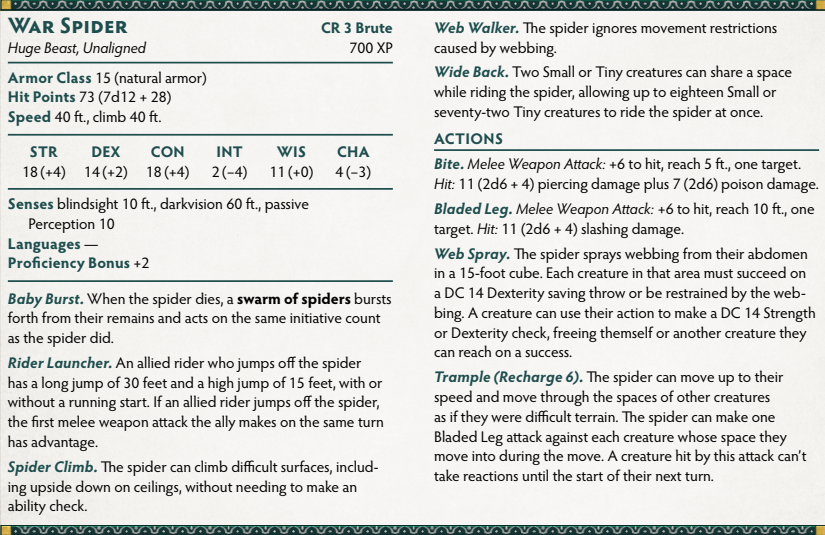 War Spider
CR 3 Brute
Huge Beast, Unaligned
700 XP
Armor Class 15 (natural armor)
Hit Points 73 (7d12 + 28)
Speed 40 ft., climb 40 ft.
STR DEX CON INT WIS CHA
18 (+4) 14 (+2) 18 (+4) 2 (–4) 11 (+0) 4 (–3)
Senses blindsight 10 ft., darkvision 60 ft., passive
Perception 10
Languages —
Proficiency Bonus +2
Baby Burst. When the spider dies, a swarm of spiders bursts
forth from their remains and acts on the same initiative count
as the spider did.
Rider Launcher. An allied rider who jumps off the spider
has a long jump of 30 feet and a high jump of 15 feet, with or
without a running start. If an allied rider jumps off the spider,
the first melee weapon attack the ally makes on the same turn
has advantage.
Spider Climb. The spider can climb difficult surfaces, includ-
ing upside down on ceilings, without needing to make an
ability check.
Web Walker. The spider ignores movement restrictions
caused by webbing.
Wide Back. Two Small or Tiny creatures can share a space
while riding the spider, allowing up to eighteen Small or
seventy-two Tiny creatures to ride the spider at once.
ACTIONS
Bite. Melee Weapon Attack: +6 to hit, reach 5 ft., one target.
Hit: 11 (2d6 + 4) piercing damage plus 7 (2d6) poison damage.
Bladed Leg. Melee Weapon Attack: +6 to hit, reach 10 ft., one
target. Hit: 11 (2d6 + 4) slashing damage.
Web Spray. The spider sprays webbing from their abdomen
in a 15-foot cube. Each creature in that area must succeed on
a DC 14 Dexterity saving throw or be restrained by the web-
bing. A creature can use their action to make a DC 14 Strength
or Dexterity check, freeing themself or another creature they
can reach on a success.
Trample (Recharge 6). The spider can move up to their
speed and move through the spaces of other creatures
as if they were difficult terrain. The spider can make one
Bladed Leg attack against each creature whose space they
move into during the move. A creature hit by this attack can't
take reactions until the start of their next turn.